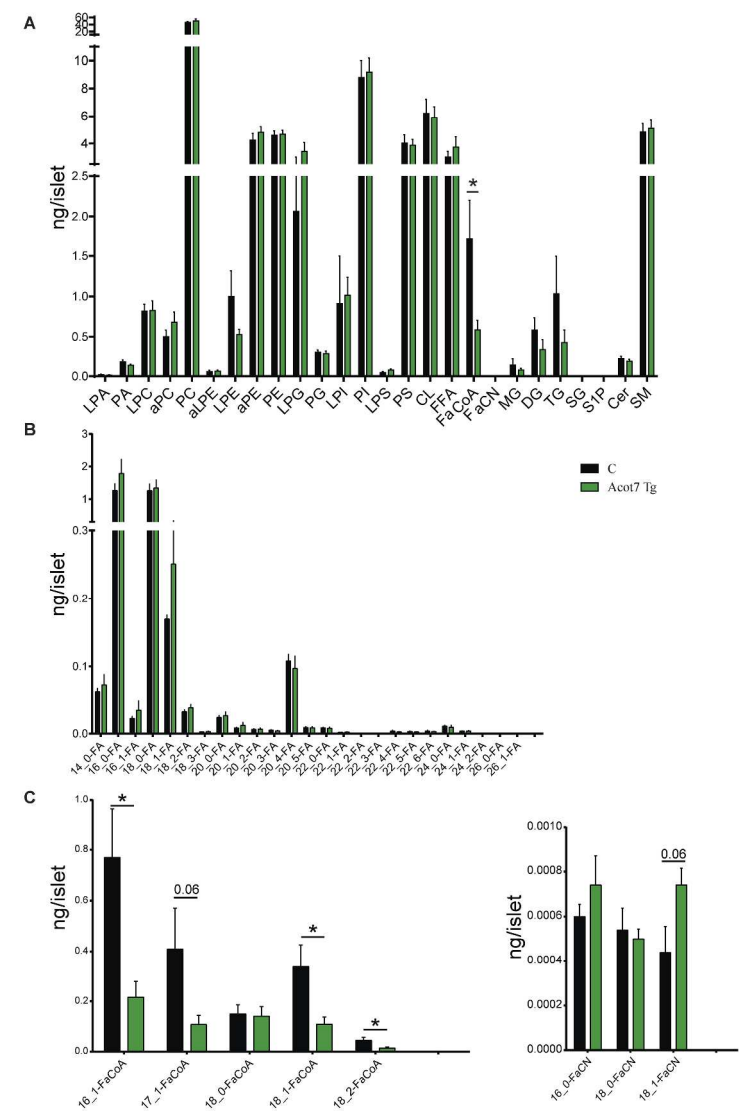 A
ng/islet
60
40
20
10
8
6
4
2.5
2.0
1.5
1.0
0.5
0.0
*
LPA PA LPC aPC PC aLPE LPE aPE PE LPG PG LPI PI LPS PS CL FFA FaCoA FaCN MG DG TG SG S1P Cer SM
B
ng/islet
3
2
1
0.3
0.2
0.1
0.0
C
Acot7 Tg
14_0-FA 16_0-FA 16_1-FA 18_0-FA 18_1-FA 18_2-FA 18_3-FA 20_0-FA 20_1-FA 20_2-FA 20_3-FA 20_4-FA 20_5-FA 22_0-FA 22_1-FA 22_2-FA 22_3-FA 22_4-FA 22_5-FA 22_6-FA 24_0-FA 24_1-FA 24_2-FA 26_0-FA 26_1-FA
C
ng/islet
1.0
0.8
0.6
0.4
0.2
0.0
* 0.06 * *
16_1-FaCoA 17_1-FaCoA 18_0-FaCoA 18_1-FaCoA 18_2-FaCoA
ng/islet
0.0010
0.0008
0.0006
0.0004
0.0002
0.0000
0.06
16_0-FaCN 18_0-FaCN 18_1-FaCN